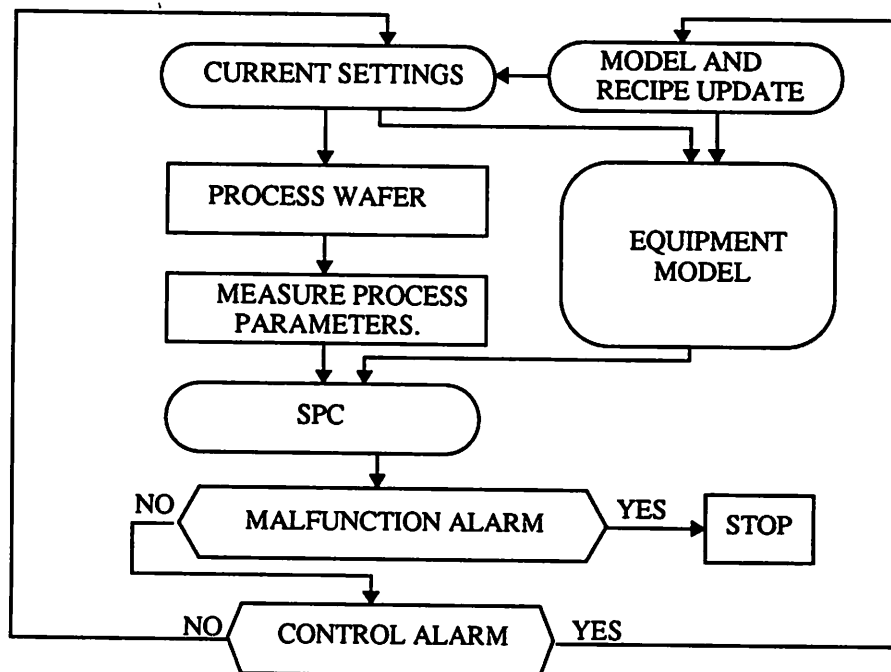 CURRENT SETTINGS
MODEL AND
RECIPE UPDATE
PROCESS WAFER
EQUIPMENT
MODEL
MEASURE PROCESS
PARAMETERS.
SPC
NO
MALFUNCTION ALARM
YES
STOP
NO
CONTROL ALARM
YES